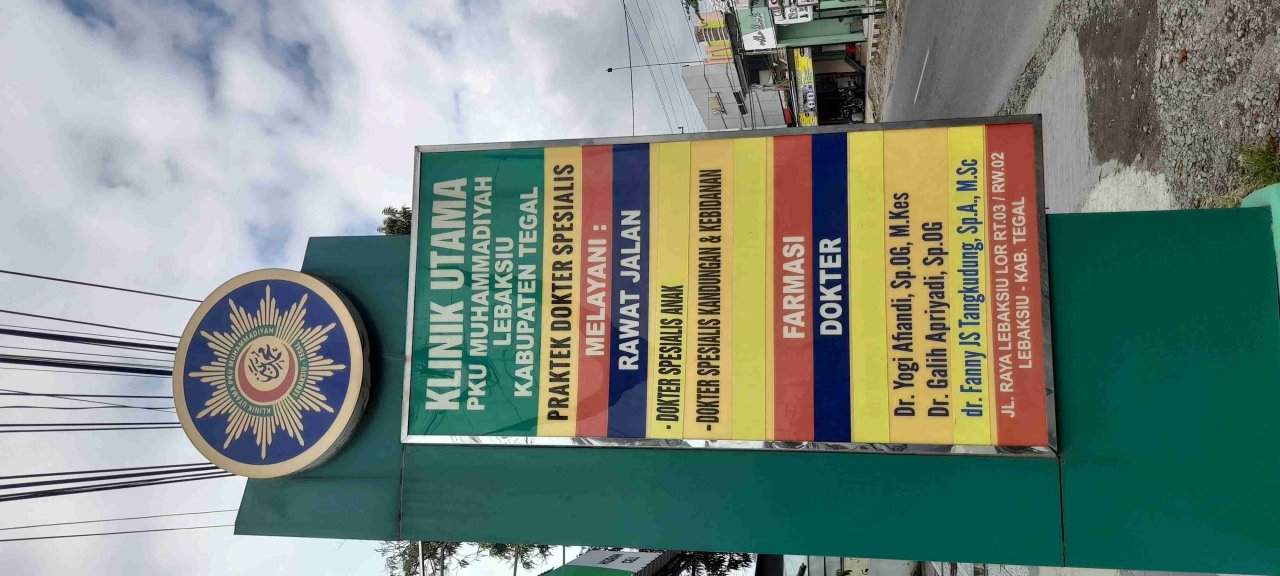 KLINIK UTAMA
PKU MUHAMMADIYAH
LEBAKSIU
KABUPATEN TEGAL
PRAKTEK DOKTER SPESIALIS
MELAYANI :
RAWAT JALAN
- DOKTER SPESIALIS ANAK
- DOKTER SPESIALIS KANDUNGAN & KEBIDANAN
FARMASI
DOKTER
Dr. Yogi Afiandi, Sp.OG, M.Kes
Dr. Galih Apriyadi, Sp.OG
dr. Fanny JS Tangkudung, Sp.A, M.Sc
JL. RAYA LEBAKSIU LOR RT.03 / RW.02
LEBAKSIU - KAB. TEGAL